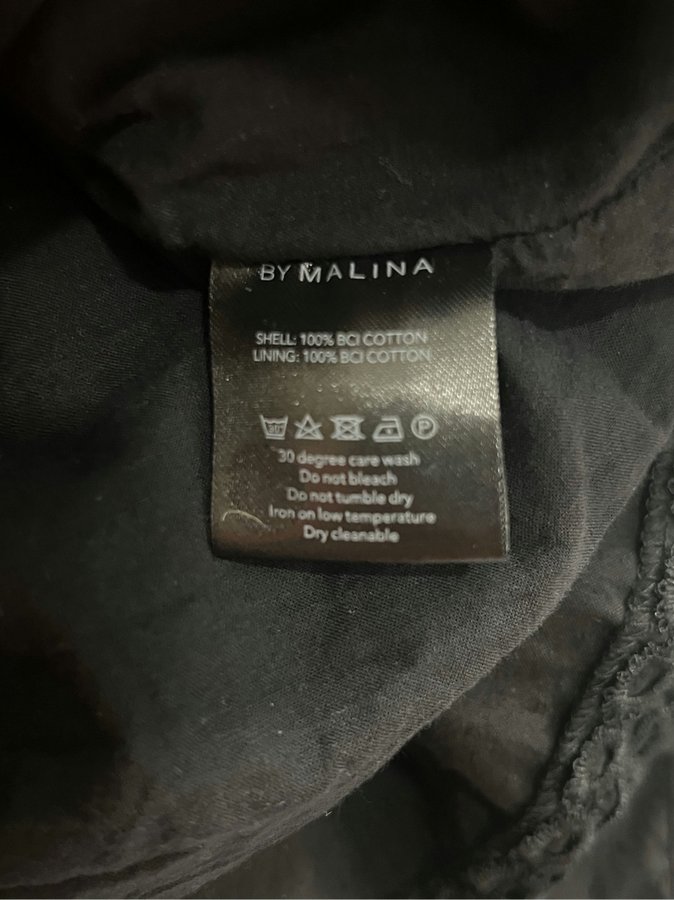 BY MALINA
SHELL: 100% BCI COTTON
LINING: 100% BCI COTTON
30°
P
30 degree care wash
Do not bleach
Do not tumble dry
Iron on low temperature
Dry cleanable